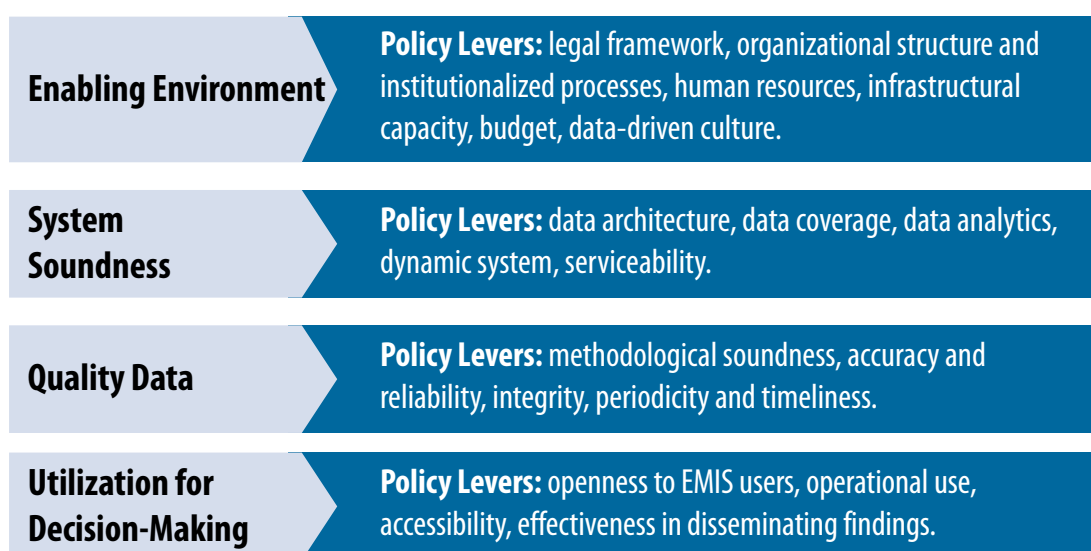 Enabling Environment
Policy Levers: legal framework, organizational structure and
institutionalized processes, human resources, infrastructural
capacity, budget, data-driven culture.
System
Soundness
Policy Levers: data architecture, data coverage, data analytics,
dynamic system, serviceability.
Quality Data
Policy Levers: methodological soundness, accuracy and
reliability, integrity, periodicity and timeliness.
Utilization for
Decision-Making
Policy Levers: openness to EMIS users, operational use,
accessibility, effectiveness in disseminating findings.